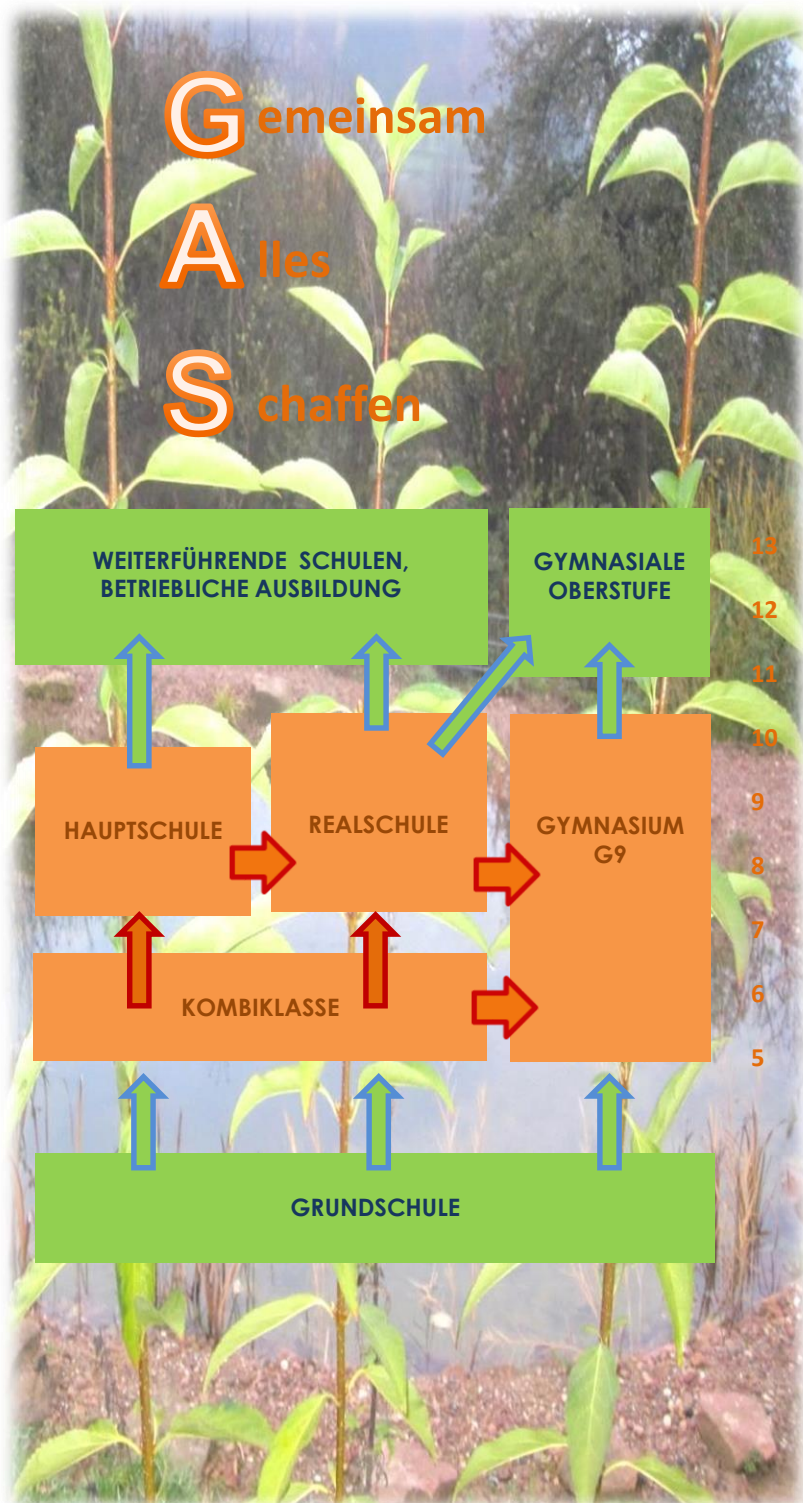 Gemeinsam
Alles
Schaffen
WEITERFÜHRENDE SCHULEN,
BETRIEBLICHE AUSBILDUNG
GYMNASIALE
OBERSTUFE
13
12
11
10
HAUPTSCHULE
REALSCHULE
GYMNASIUM
G9
9
8
7
KOMBIKLASSE
6
5
GRUNDSCHULE